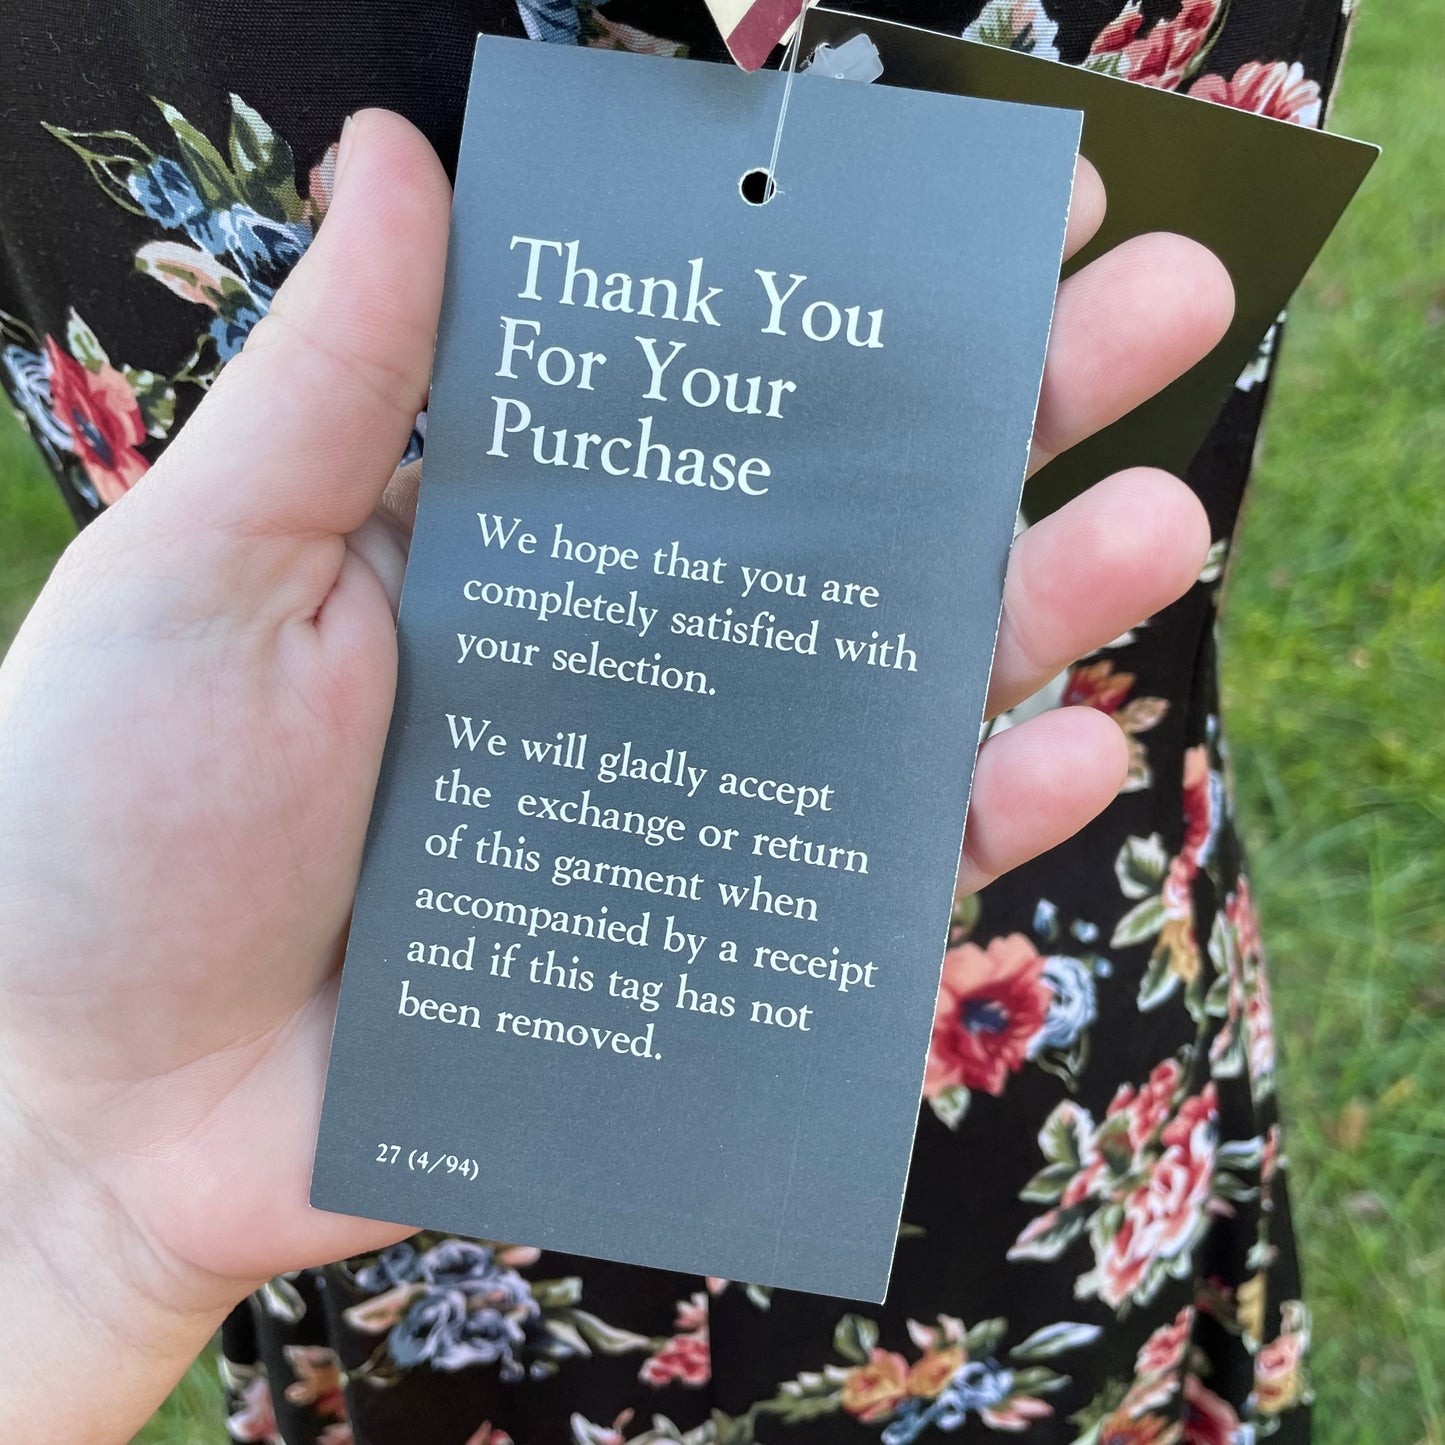 Thank You
For Your
Purchase
We hope that you are
completely satisfied with
your selection.
We will gladly accept
the exchange or return
of this garment when
accompanied by a receipt
and if this tag has not
been removed.
27 (4/94)